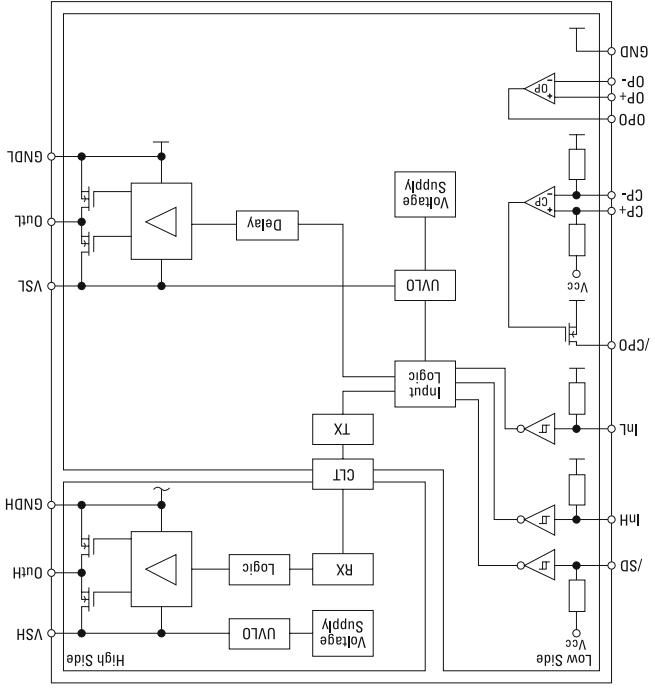 Vcc
Low Side
High Side
/SD
InH
InL
/CPO
Vcc
CP+
CP-
OPO
OP+
OP-
GND
VSH
OutH
GNDH
VSL
OutL
GNDL
Voltage
Supply
UVLO
RX
Logic
CLT
TX
Input
Logic
UVLO
Voltage
Supply
Delay
+
CP
-
+
OP
-